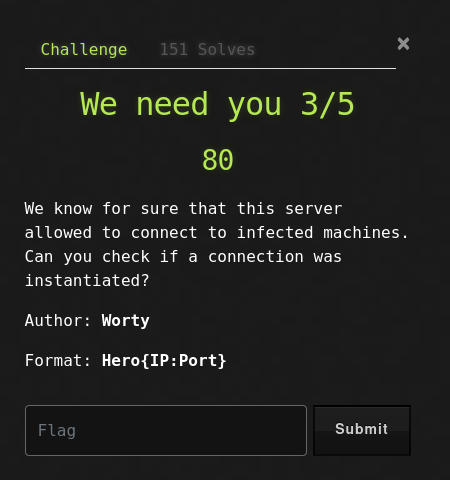 Challenge 151 Solves ×
We need you 3/5
80
We know for sure that this server
allowed to connect to infected machines.
Can you check if a connection was
instantiated?
Author: Worty
Format: Hero{IP:Port}
Flag Submit